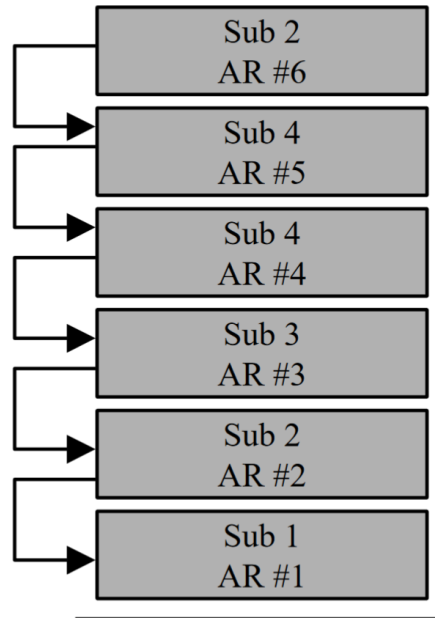 Sub 2
AR #6
Sub 4
AR #5
Sub 4
AR #4
Sub 3
AR #3
Sub 2
AR #2
Sub 1
AR #1